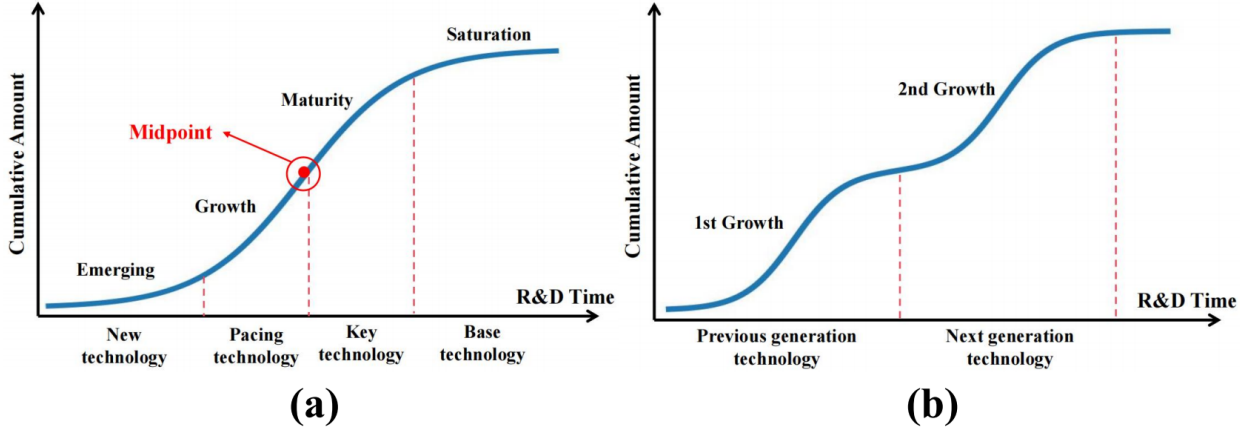 Cumulative Amount
Saturation
Maturity
Midpoint
Growth
Emerging
R&D Time
New
technology
Pacing
technology
Key
technology
Base
technology
(a)
Cumulative Amount
2nd Growth
1st Growth
R&D Time
Previous generation
technology
Next generation
technology
(b)